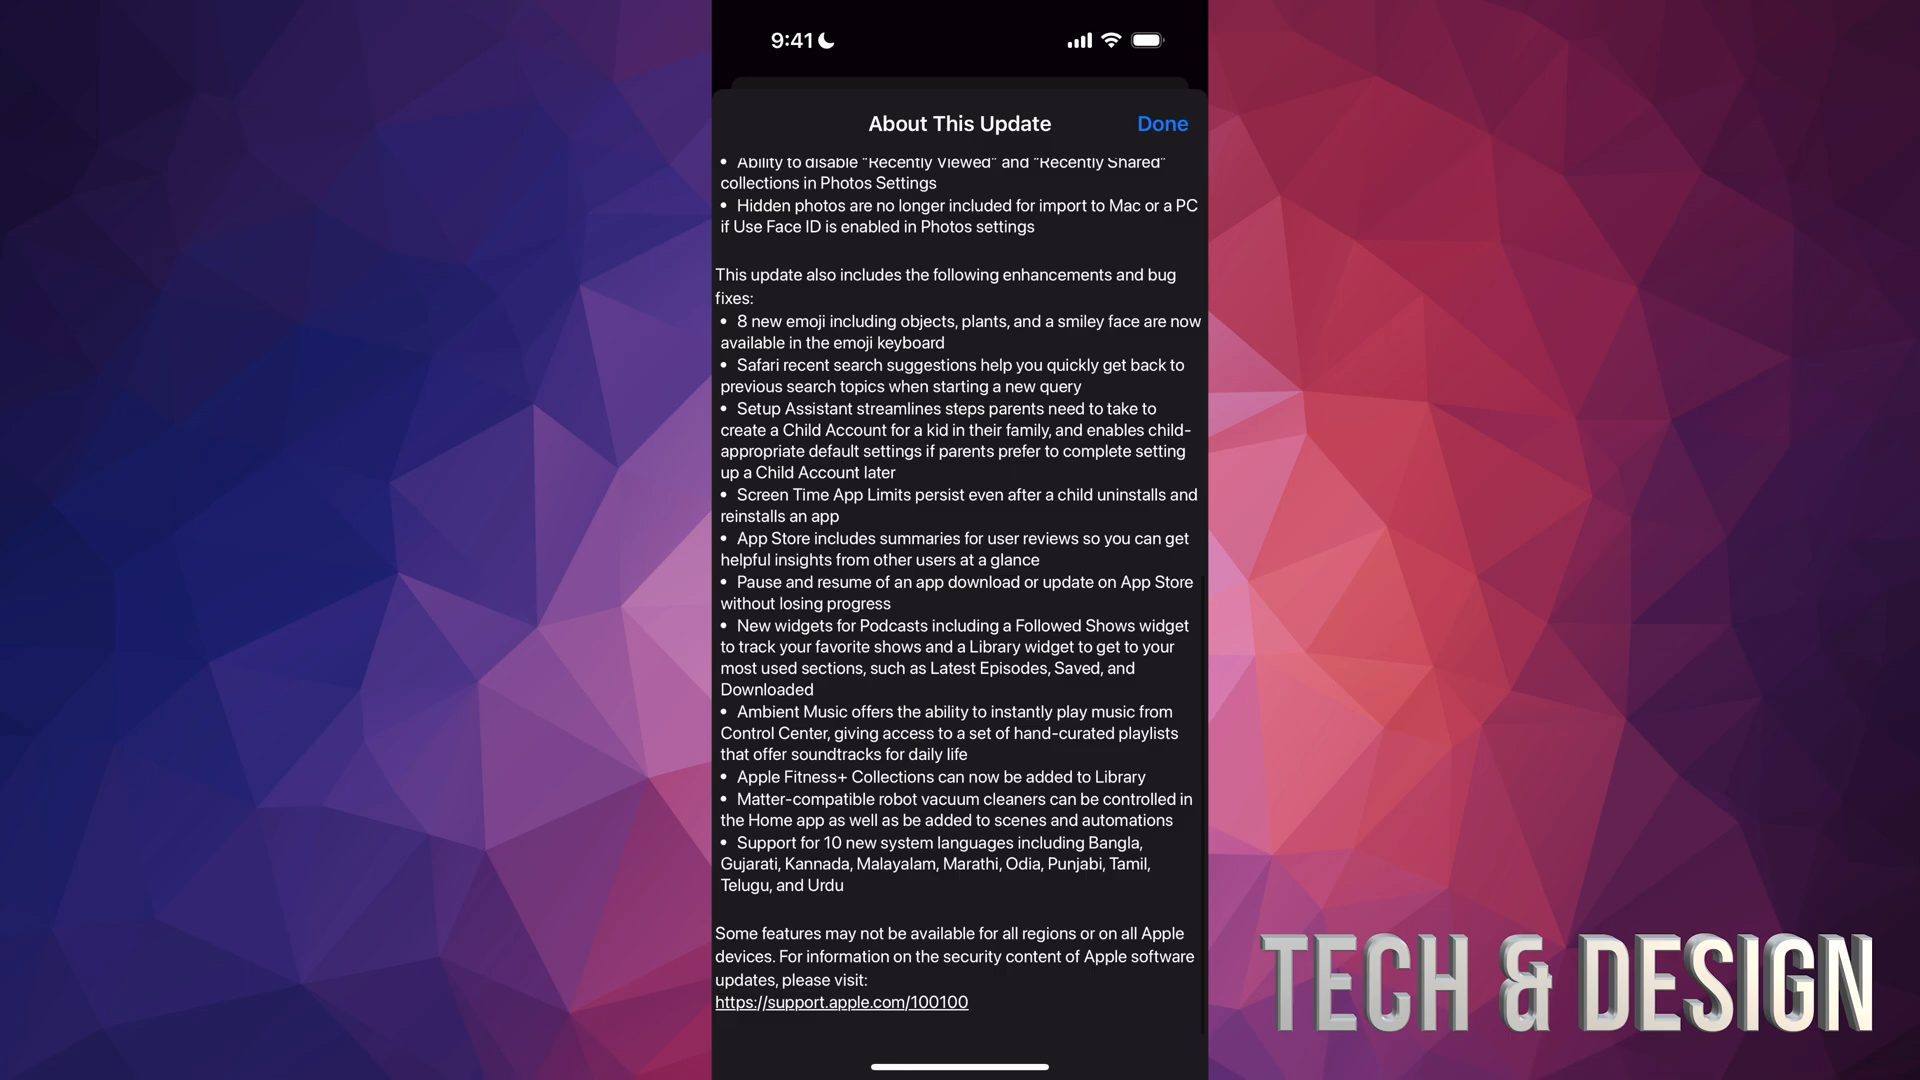 9:41
About This Update
Done
• Ability to disable "Recently Viewed" and "Recently Shared"
collections in Photos Settings
• Hidden photos are no longer included for import to Mac or a PC
if Use Face ID is enabled in Photos settings
This update also includes the following enhancements and bug
fixes:
• 8 new emoji including objects, plants, and a smiley face are now
available in the emoji keyboard
• Safari recent search suggestions help you quickly get back to
previous search topics when starting a new query
• Setup Assistant streamlines steps parents need to take to
create a Child Account for a kid in their family, and enables child-
appropriate default settings if parents prefer to complete setting
up a Child Account later
• Screen Time App Limits persist even after a child uninstalls and
reinstalls an app
• App Store includes summaries for user reviews so you can get
helpful insights from other users at a glance
• Pause and resume of an app download or update on App Store
without losing progress
• New widgets for Podcasts including a Followed Shows widget
to track your favorite shows and a Library widget to get to your
most used sections, such as Latest Episodes, Saved, and
Downloaded
• Ambient Music offers the ability to instantly play music from
Control Center, giving access to a set of hand-curated playlists
that offer soundtracks for daily life
• Apple Fitness+ Collections can now be added to Library
• Matter-compatible robot vacuum cleaners can be controlled in
the Home app as well as be added to scenes and automations
• Support for 10 new system languages including Bangla,
Gujarati, Kannada, Malayalam, Marathi, Odia, Punjabi, Tamil,
Telugu, and Urdu
Some features may not be available for all regions or on all Apple
devices. For information on the security content of Apple software
updates, please visit:
https://support.apple.com/100100
TECH & DESIGN